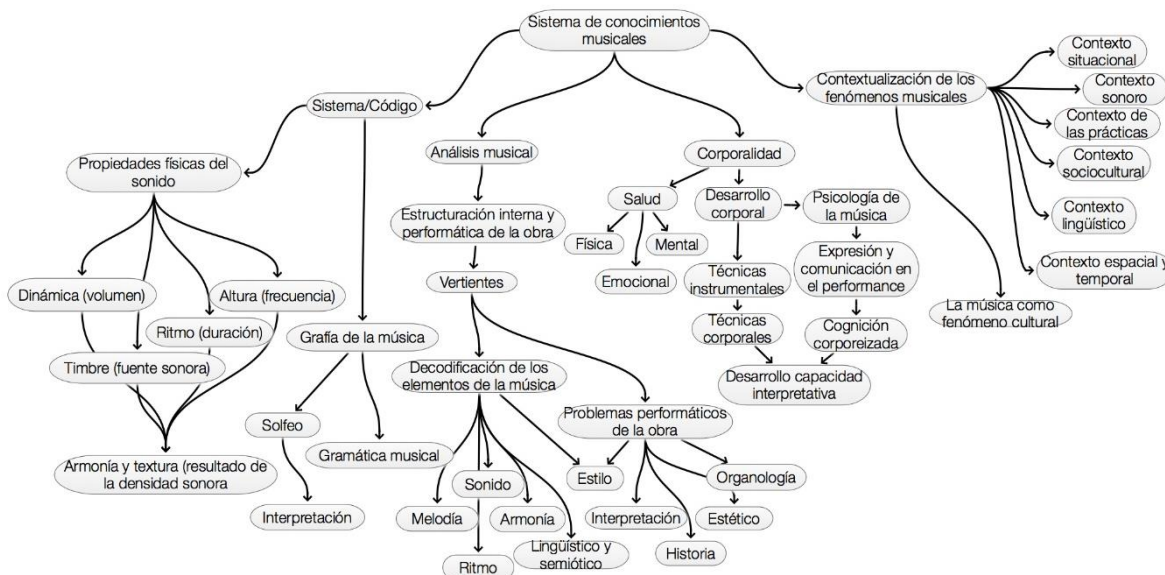 Sistema de conocimientos
musicales
Contexto
situacional
Contextualización de los
fenómenos musicales
Contexto
sonoro
Sistema/Código
Contexto de
las prácticas
Análisis musical
Corporalidad
Contexto
sociocultural
Propiedades físicas del
sonido
Salud
Desarrollo
corporal
Psicología de
la música
Contexto
lingüístico
Estructuración interna y
performática de la obra
Física
Mental
Emocional
Expresión y
comunicación en
el performance
Contexto espacial y
temporal
Vertientes
Técnicas
instrumentales
Dinámica (volumen)
Altura (frecuencia)
La música como
fenómeno cultural
Ritmo (duración)
Grafía de la música
Técnicas
corporales
Cognición
corporeizada
Timbre (fuente sonora)
Decodificación de los
elementos de la música
Desarrollo capacidad
interpretativa
Solfeo
Problemas performáticos
de la obra
Gramática musical
Armonía y textura (resultado de
la densidad sonora
Sonido
Estilo
Organología
Interpretación
Melodía
Armonía
Interpretación
Estético
Ritmo
Lingüístico y
semiótico
Historia